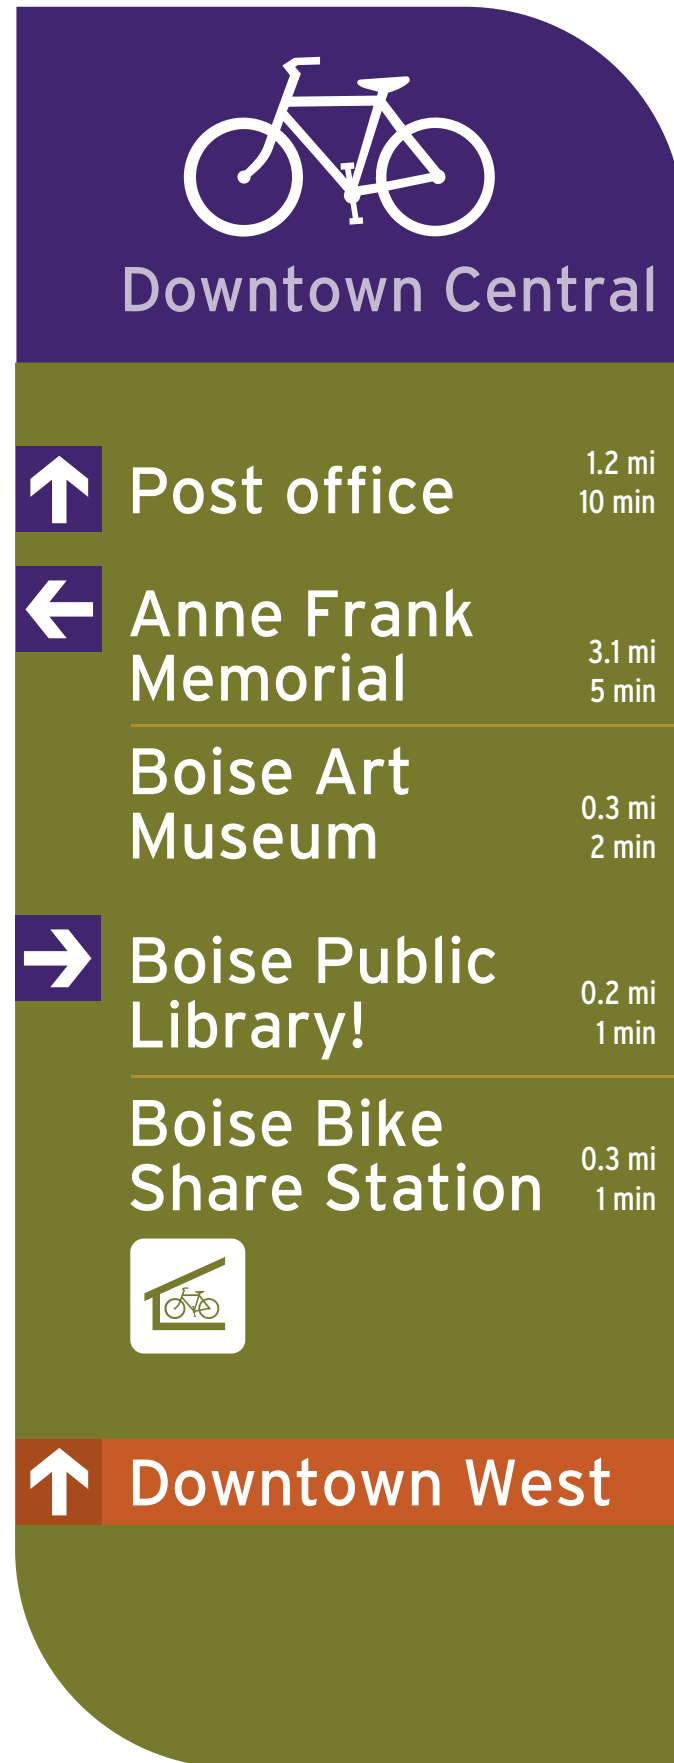 Downtown Central
Post office
1.2 mi
10 min
Anne Frank
Memorial
3.1 mi
5 min
Boise Art
Museum
0.3 mi
2 min
Boise Public
Library!
0.2 mi
1 min
Boise Bike
Share Station
0.3 mi
1 min
Downtown West